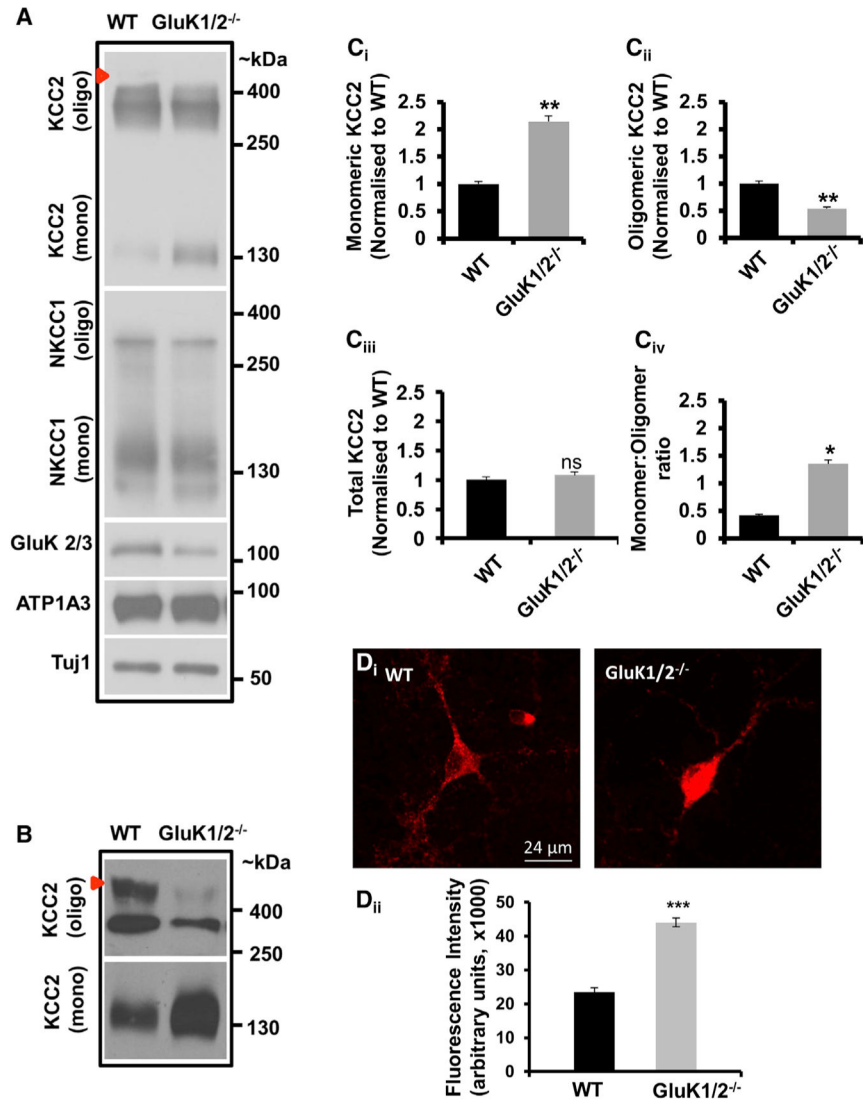 A
WT GluK1/2-/-
~kDa
KCC2
(oligo)
400
250
KCC2
(mono)
130
NKCC1
(oligo)
400
250
NKCC1
(mono)
130
GluK 2/3
100
ATP1A3
100
Tuj1
50
B
WT GluK1/2-/-
~kDa
KCC2
(oligo)
400
250
KCC2
(mono)
130
Ci
Monomeric KCC2
(Normalised to WT)
2.5
2
1.5
1
0.5
0
**
WT
GluK1/2-/-
Cii
Oligomeric KCC2
(Normalised to WT)
2.5
2
1.5
1
0.5
0
**
WT
GluK1/2-/-
Ciii
Total KCC2
(Normalised to WT)
2.5
2
1.5
1
0.5
0
ns
WT
GluK1/2-/-
Civ
Monomer:Oligomer
ratio
2.5
2
1.5
1
0.5
0
*
WT
GluK1/2-/-
Di WT
24 µm
GluK1/2-/-
Dii
Fluorescence Intensity
(arbitrary units, x1000)
50
40
30
20
10
0
***
WT
GluK1/2-/-